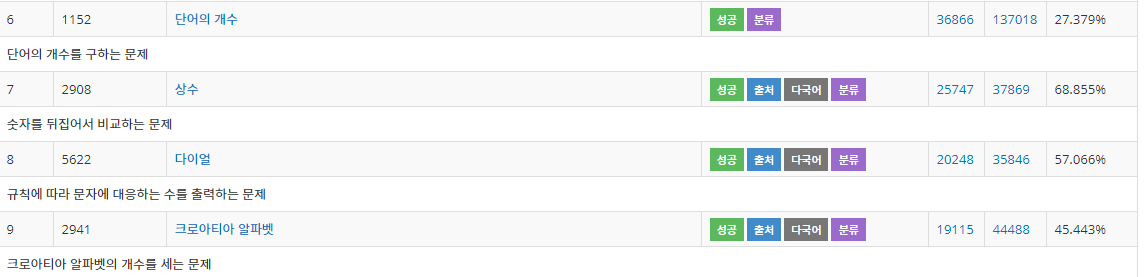 6 1152 단어의 개수 성공 분류 36866 137018 27.379%
단어의 개수를 구하는 문제
7 2908 상수 성공 출처 다국어 분류 25747 37869 68.855%
숫자를 뒤집어서 비교하는 문제
8 5622 다이얼 성공 출처 다국어 분류 20248 35846 57.066%
규칙에 따라 문자에 대응하는 수를 출력하는 문제
9 2941 크로아티아 알파벳 성공 출처 다국어 분류 19115 44488 45.443%
크로아티아 알파벳의 개수를 세는 문제